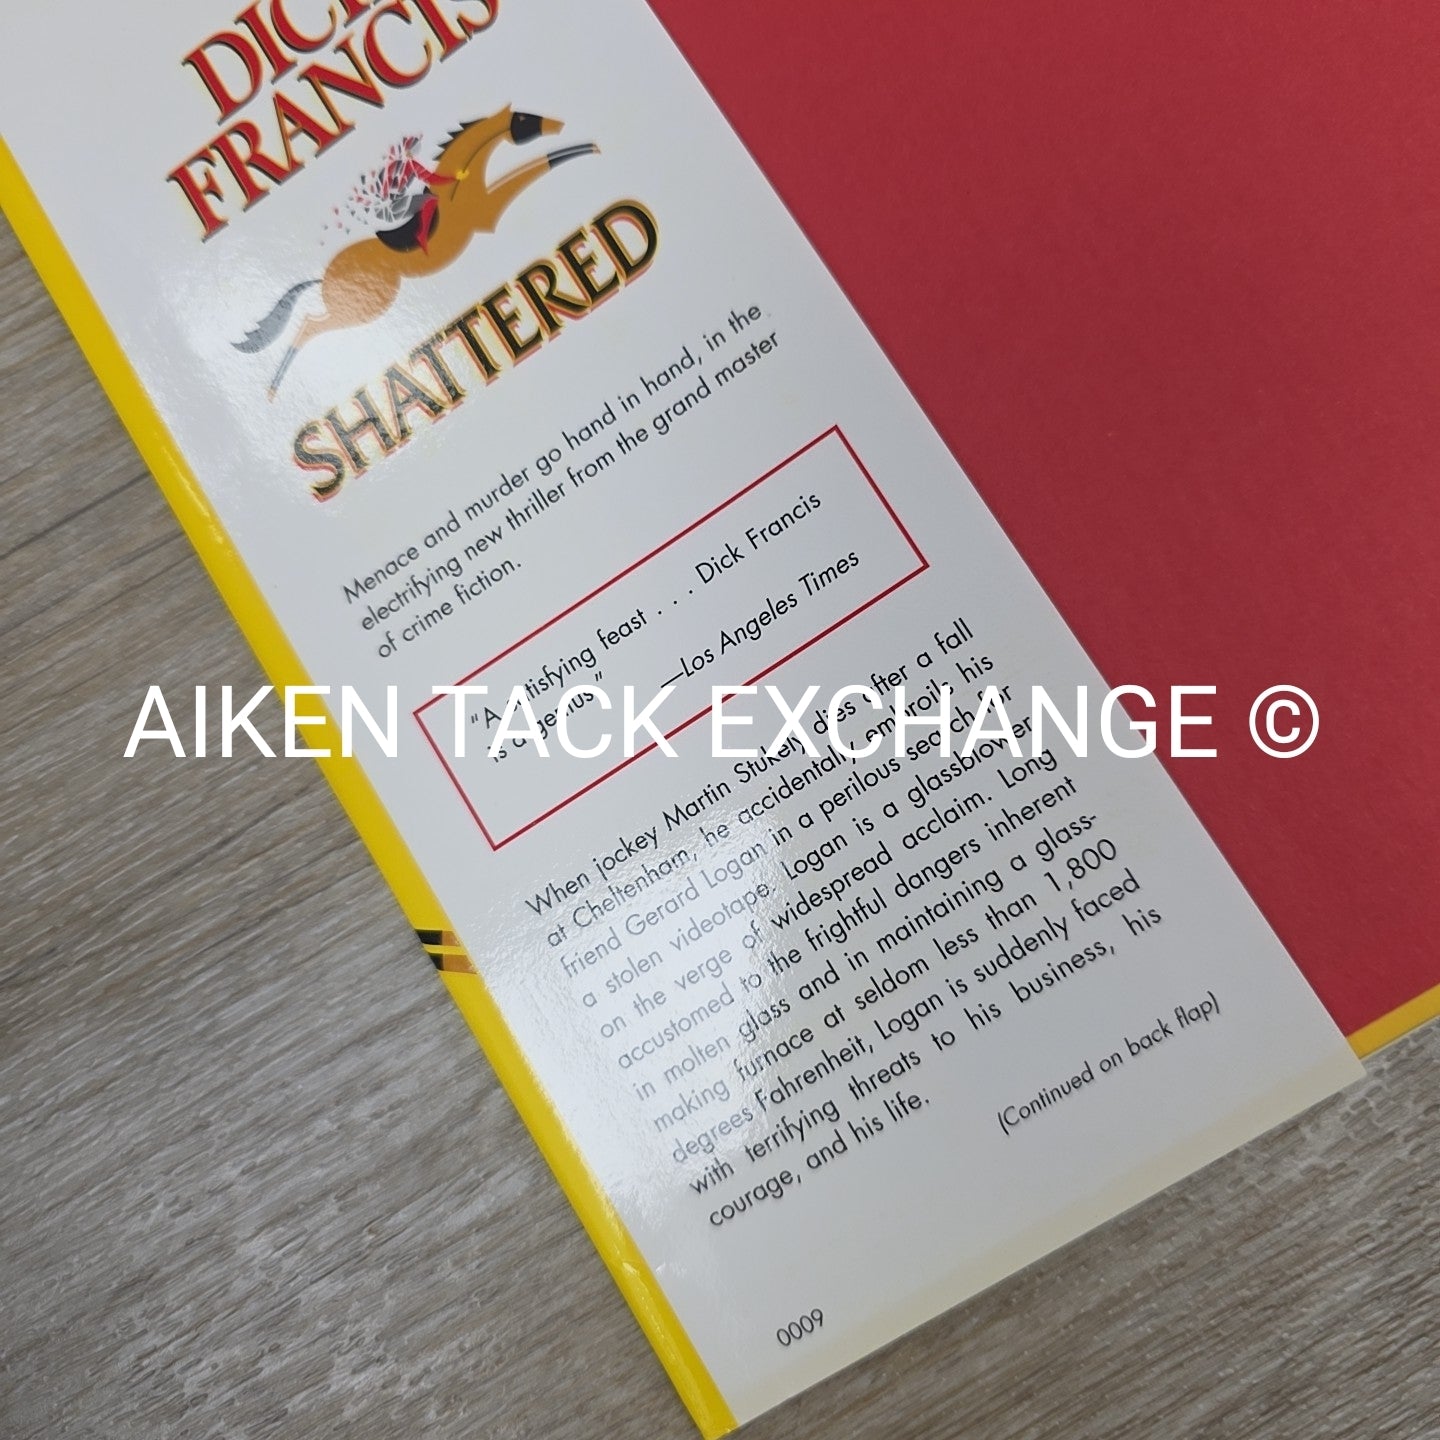 DICK
FRANCIS
SHATTERED
Menace and murder go hand in hand, in the
electrifying new thriller from the grand master
of crime fiction.
"A satisfying feast . . . Dick Francis
is a genius."
—Los Angeles Times
When jockey Martin Stukely dies after a fall
at Cheltenham, he accidentally embroils his
friend Gerard Logan in a perilous search for
a stolen videotape. Logan is a glassblower
on the verge of widespread acclaim. Long
accustomed to the frightful dangers inherent
in molten glass and in maintaining a glass-
making furnace at seldom less than 1,800
degrees Fahrenheit, Logan is suddenly faced
with terrifying threats to his business, his
courage, and his life.
(Continued on back flap)
0009
AIKEN TACK EXCHANGE ©